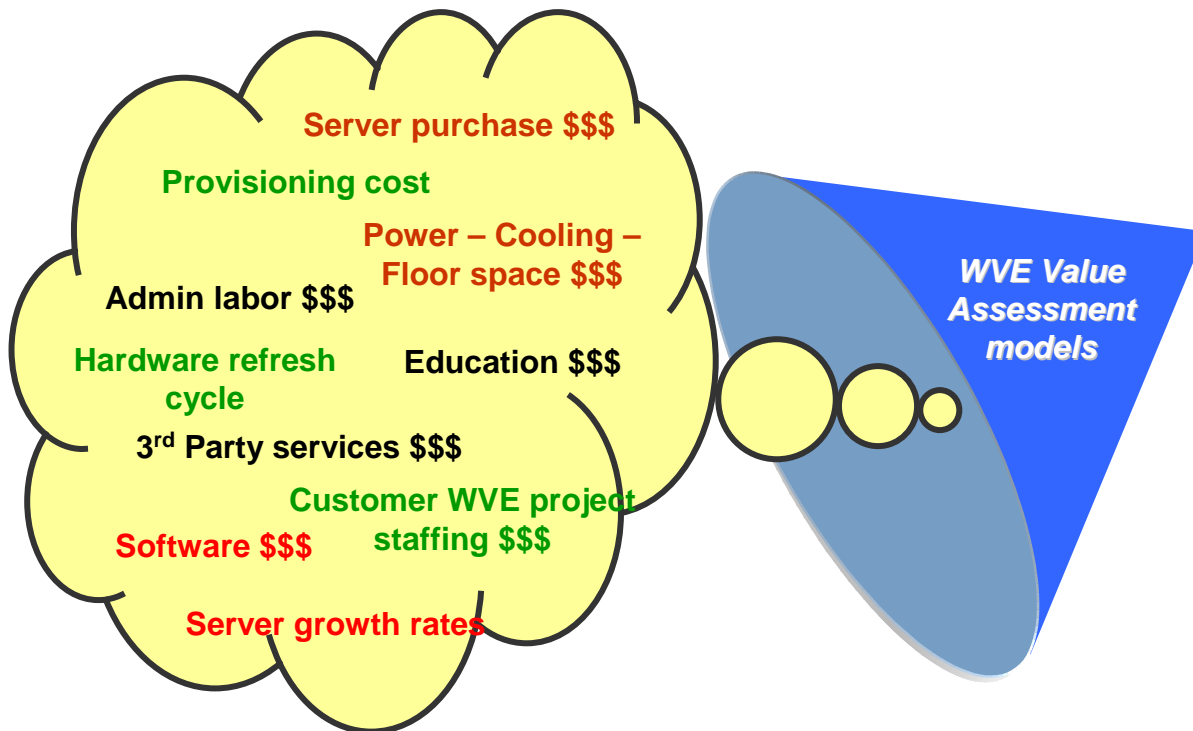 Server purchase $$$
Provisioning cost
Power – Cooling –
Floor space $$$
Admin labor $$$
Hardware refresh
cycle
Education $$$
3rd Party services $$$
Customer WVE project
staffing $$$
Software $$$
Server growth rates
WVE Value
Assessment
models